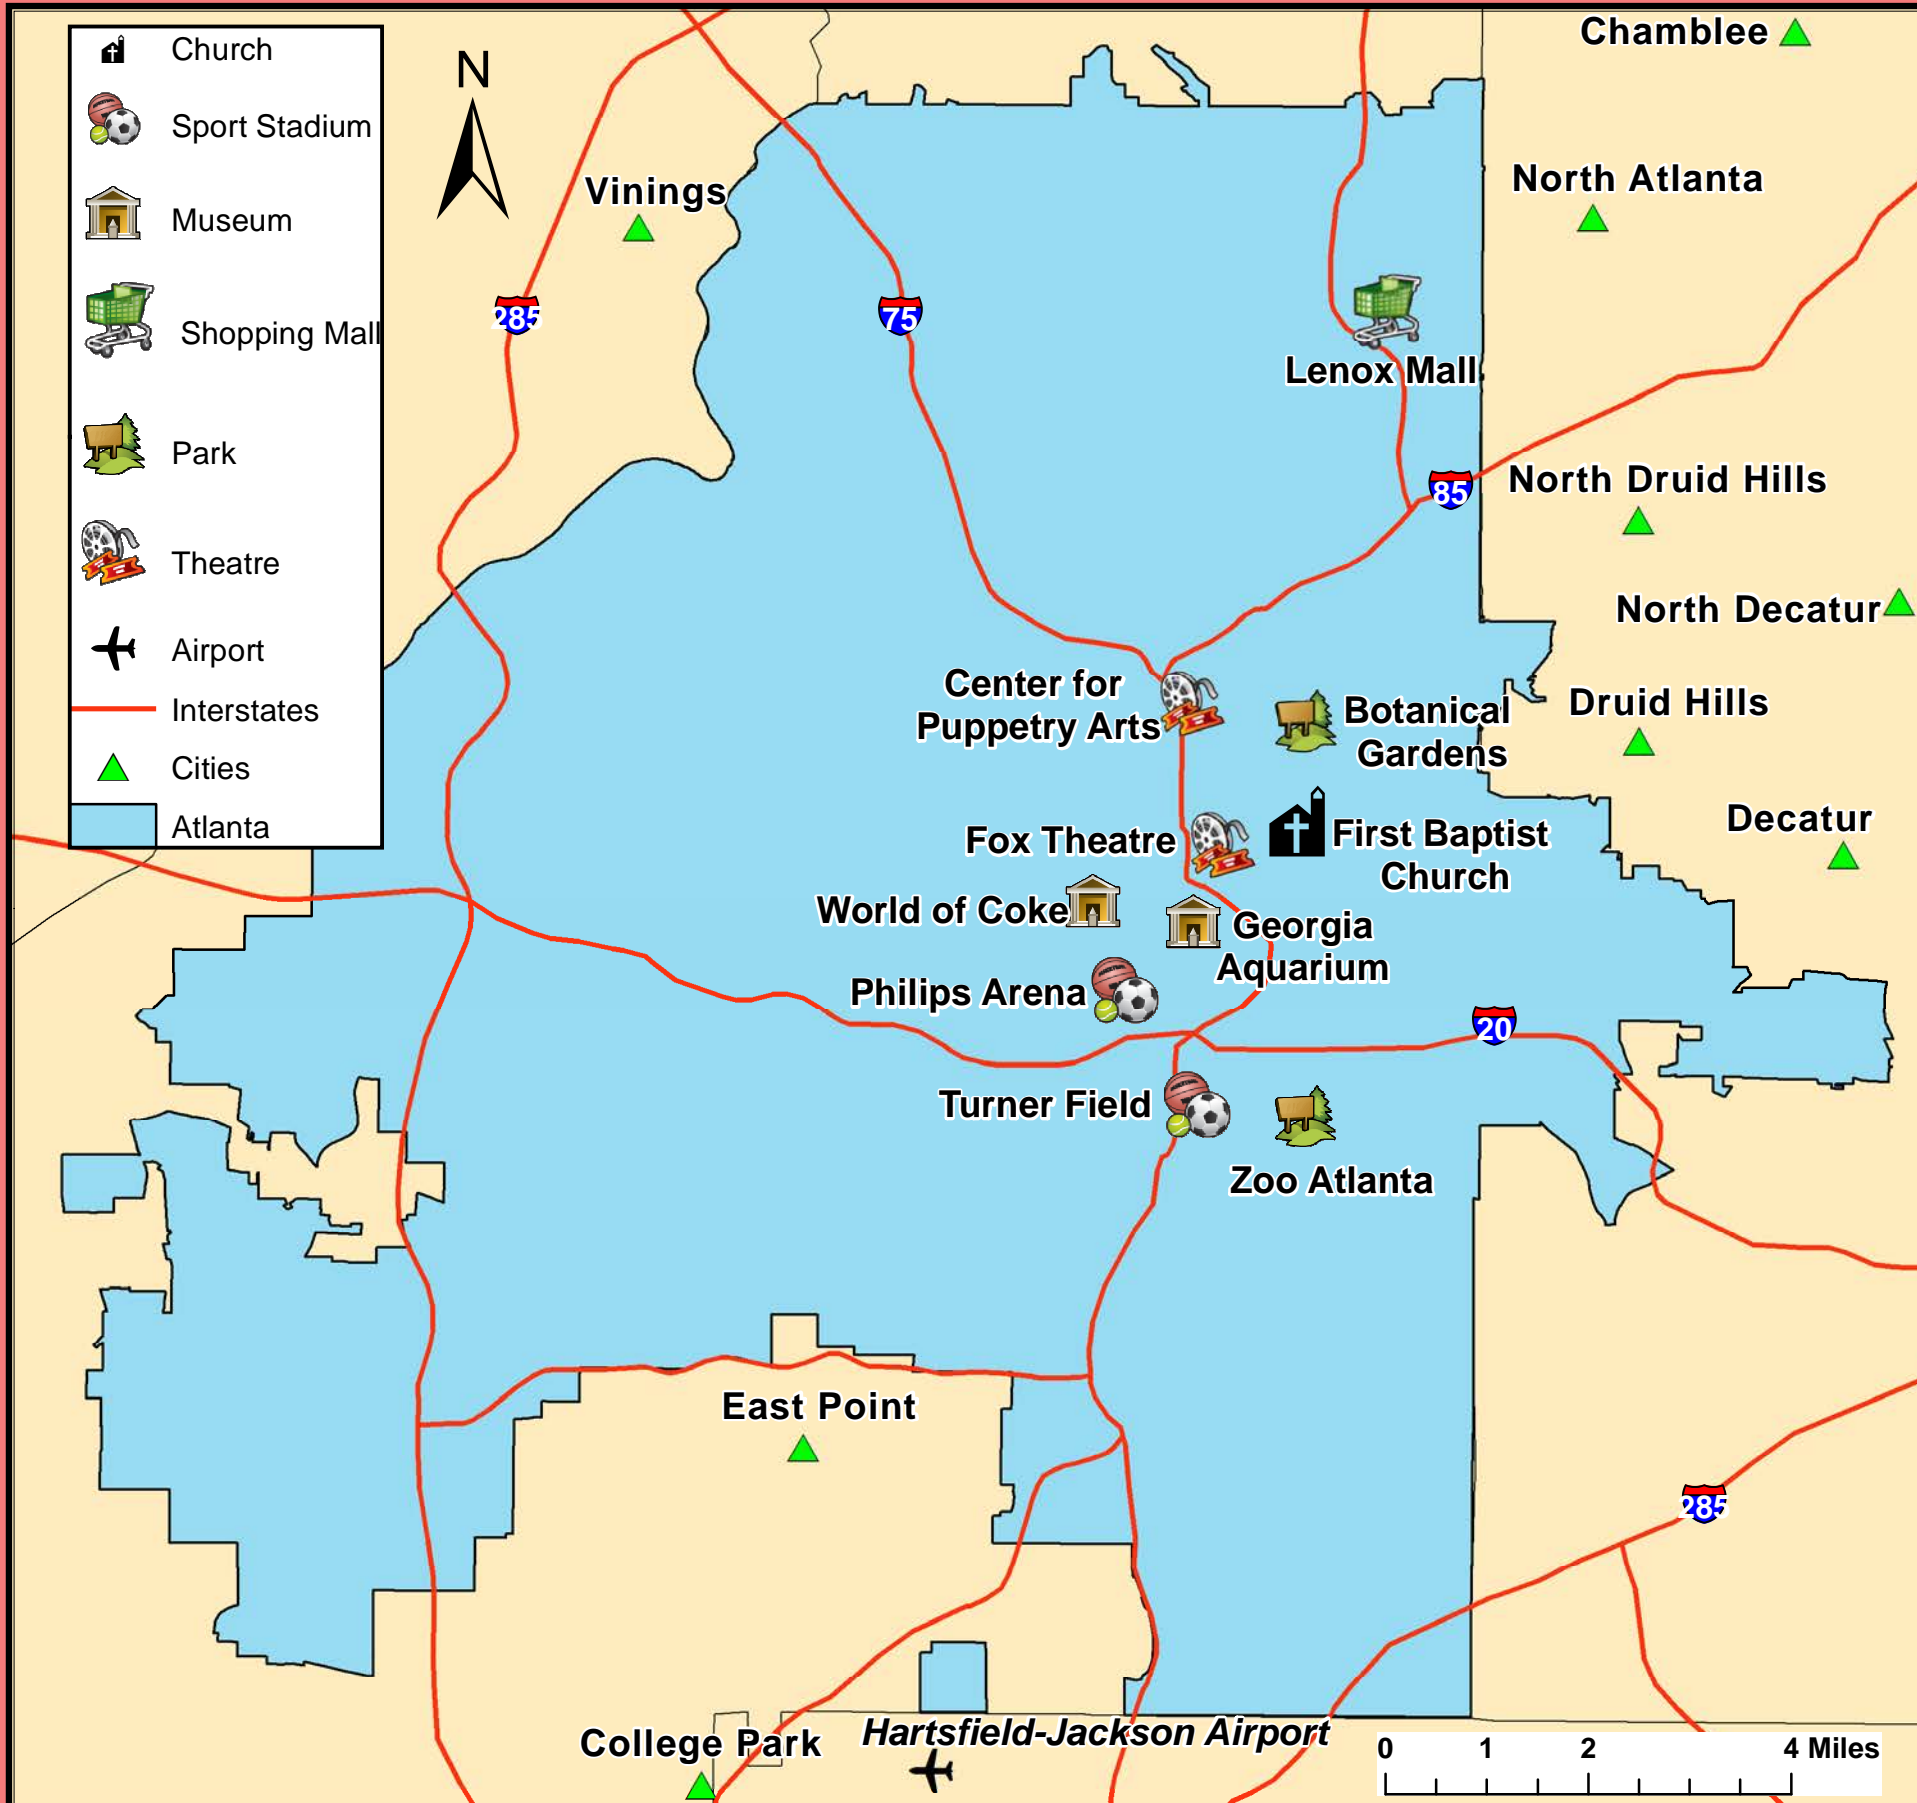 Church
Sport Stadium
Museum
Shopping Mall
Park
Theatre
Airport
Interstates
Cities
Atlanta
N
Chamblee
Vinings
North Atlanta
285
75
Lenox Mall
85
North Druid Hills
North Decatur
Center for
Puppetry Arts
Botanical
Gardens
Druid Hills
Fox Theatre
First Baptist
Church
Decatur
World of Coke
Georgia
Aquarium
Philips Arena
20
Turner Field
Zoo Atlanta
East Point
285
College Park
Hartsfield-Jackson Airport
0 1 2 4 Miles